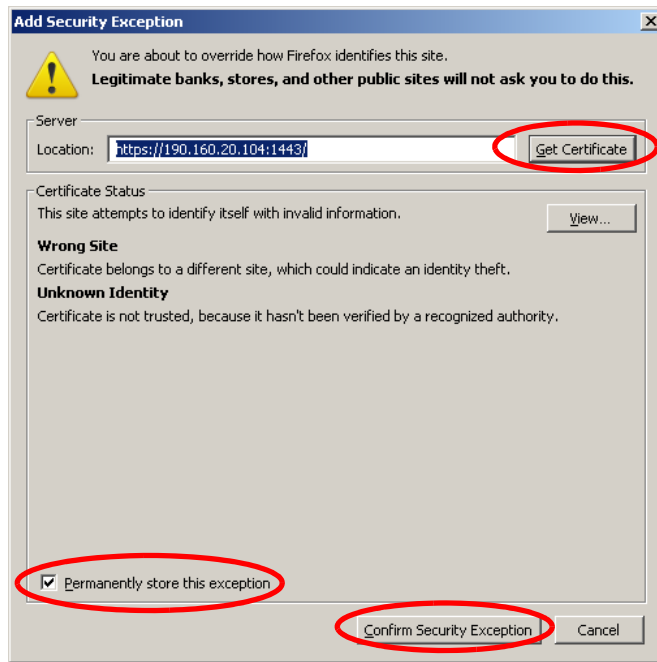 Add Security Exception
You are about to override how Firefox identifies this site.
Legitimate banks, stores, and other public sites will not ask you to do this.
Server
Location: https://190.160.20.104:1443/ Get Certificate
Certificate Status
This site attempts to identify itself with invalid information. View...
Wrong Site
Certificate belongs to a different site, which could indicate an identity theft.
Unknown Identity
Certificate is not trusted, because it hasn't been verified by a recognized authority.
Permanently store this exception
Confirm Security Exception Cancel